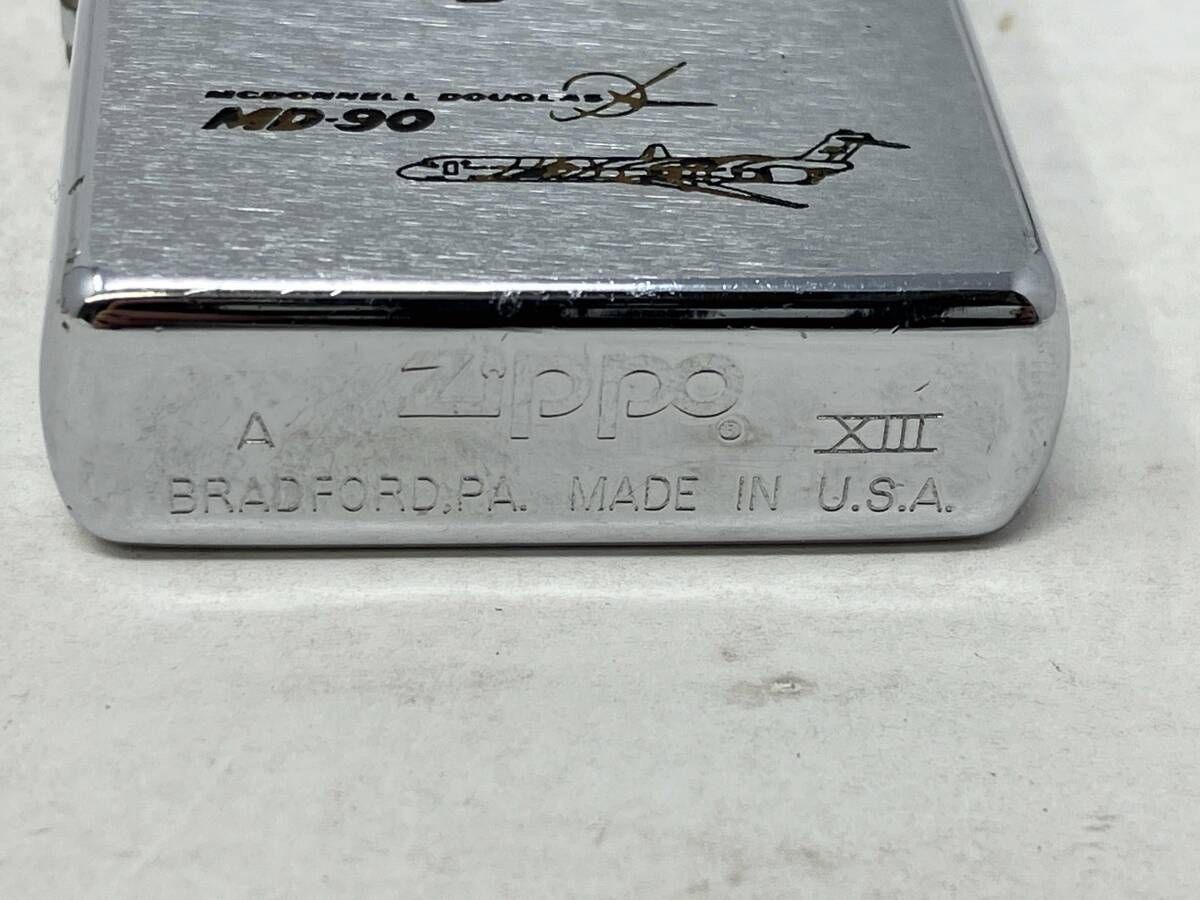 MCDONNELL DOUGLAS
MD-90
Zippo ®
A XIII
BRADFORD, PA. MADE IN U.S.A.